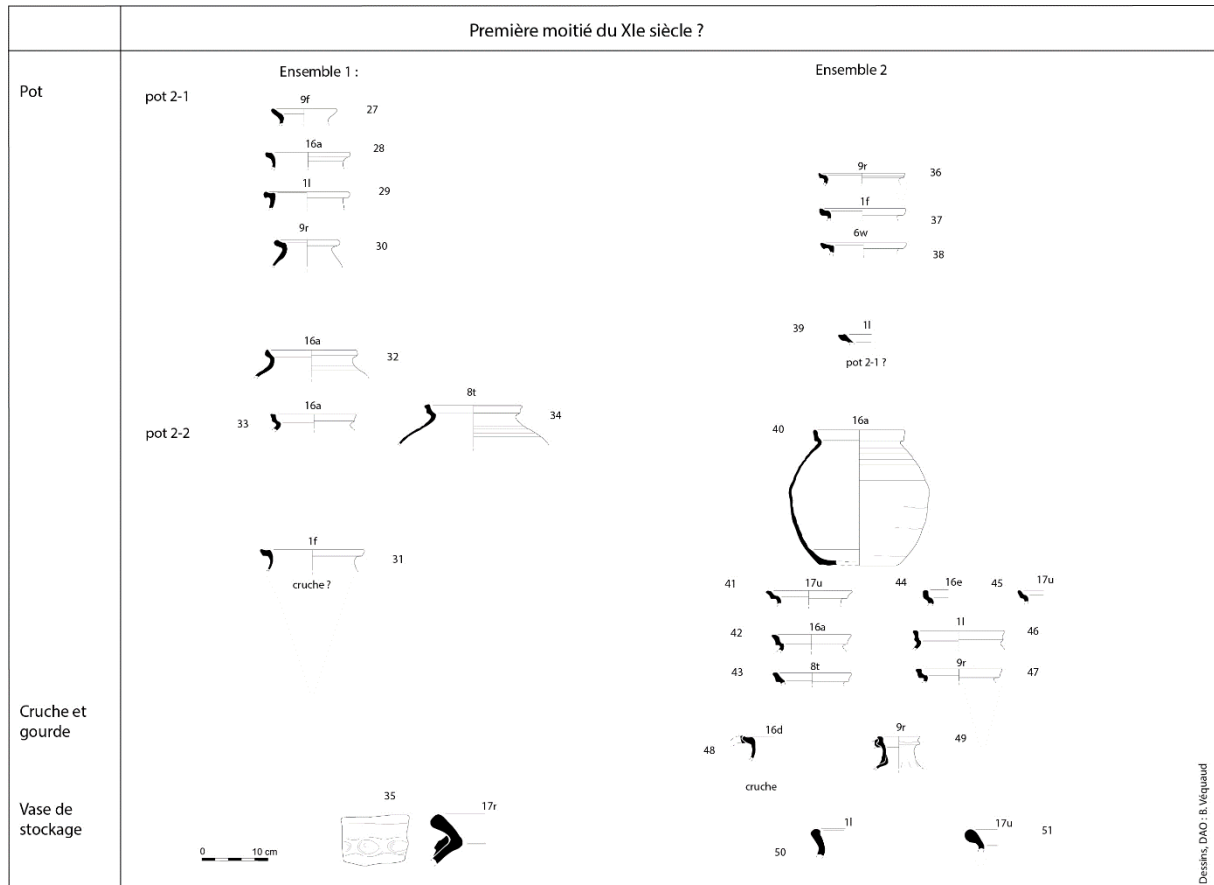 Première moitié du XIe siècle ?
Pot
pot 2-1
Ensemble 1 :
9f
27
16a
28
1l
29
9r
30
16a
32
16a
33
8t
34
pot 2-2
1f
31
cruche ?
Ensemble 2
9r
36
1f
37
6w
38
39
1l
pot 2-1 ?
40
16a
41
17u
44
16e
45
17u
42
16a
1l
46
43
8t
9r
47
Cruche et
gourde
48
16d
9r
49
cruche
Vase de
stockage
0 10 cm
35
17r
50
1l
17u
51
Dessins, DAO : B. Véquaud